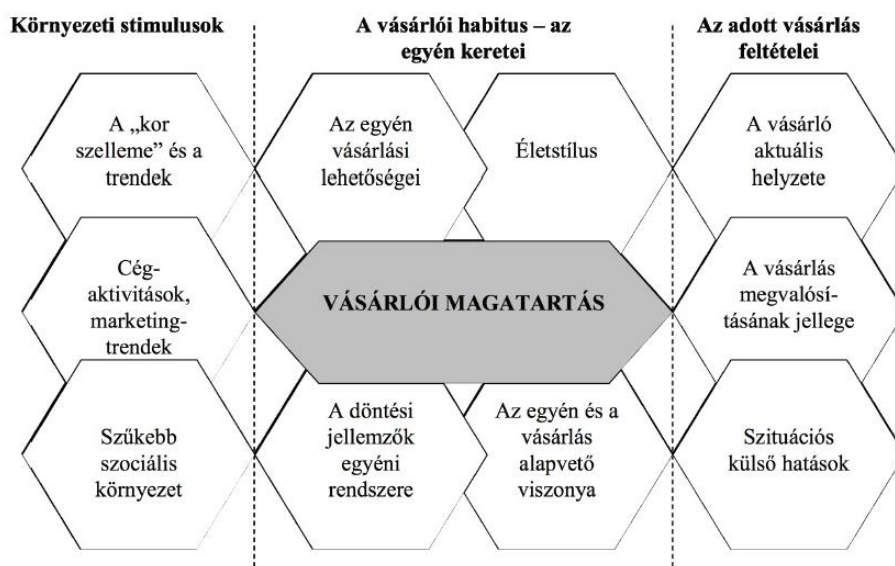 Környezeti stimulusok
A vásárlói habitus – az
egyén keretei
Az adott vásárlás
feltételei
A „kor
szelleme” és a
trendek
Az egyén
vásárlási
lehetőségei
Életstílus
A vásárló
aktuális
helyzete
Cég-
aktivitások,
marketing-
trendek
VÁSÁRLÓI MAGATARTÁS
A vásárlás
megvalósí-
tásának jellege
Szűkebb
szociális
környezet
A döntési
jellemzők
egyéni
rendszere
Az egyén és a
vásárlás
alapvető
viszonya
Szituációs
külső hatások